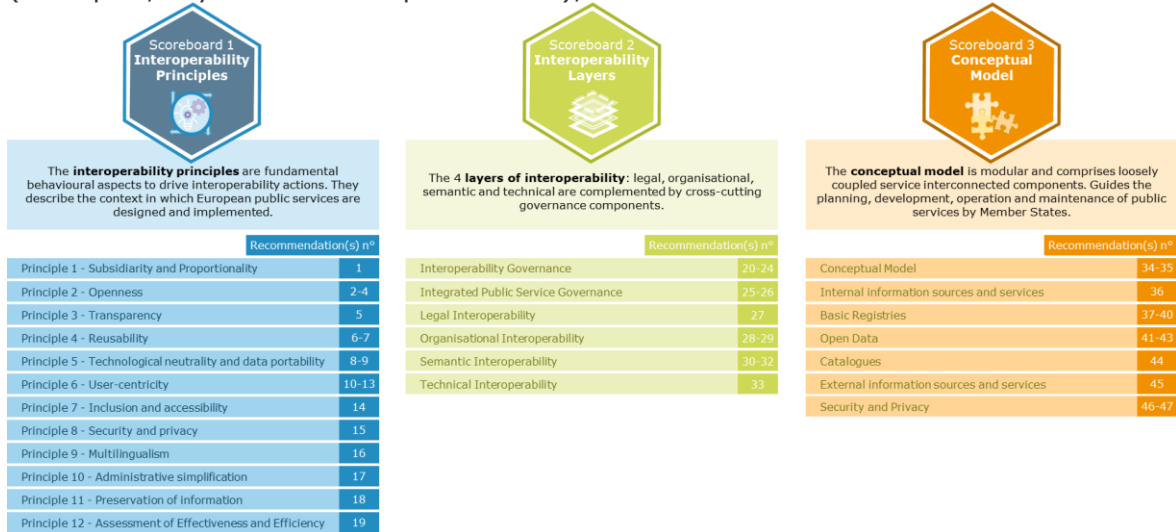 Scoreboard 1
Interoperability
Principles
The interoperability principles are fundamental
behavioural aspects to drive interoperability actions. They
describe the context in which European public services are
designed and implemented.
Recommendation(s) n°
Principle 1 - Subsidiarity and Proportionality 1
Principle 2 - Openness 2-4
Principle 3 - Transparency 5
Principle 4 - Reusability 6-7
Principle 5 - Technological neutrality and data portability 8-9
Principle 6 - User-centricity 10-13
Principle 7 - Inclusion and accessibility 14
Principle 8 - Security and privacy 15
Principle 9 - Multilingualism 16
Principle 10 - Administrative simplification 17
Principle 11 - Preservation of information 18
Principle 12 - Assessment of Effectiveness and Efficiency 19
Scoreboard 2
Interoperability
Layers
The 4 layers of interoperability: legal, organisational,
semantic and technical are complemented by cross-cutting
governance components.
Recommendation(s) n°
Interoperability Governance 20-24
Integrated Public Service Governance 25-26
Legal Interoperability 27
Organisational Interoperability 28-29
Semantic Interoperability 30-32
Technical Interoperability 33
Scoreboard 3
Conceptual
Model
The conceptual model is modular and comprises loosely
coupled service interconnected components. Guides the
planning, development, operation and maintenance of public
services by Member States.
Recommendation(s) n°
Conceptual Model 34-35
Internal information sources and services 36
Basic Registries 37-40
Open Data 41-43
Catalogues 44
External information sources and services 45
Security and Privacy 46-47